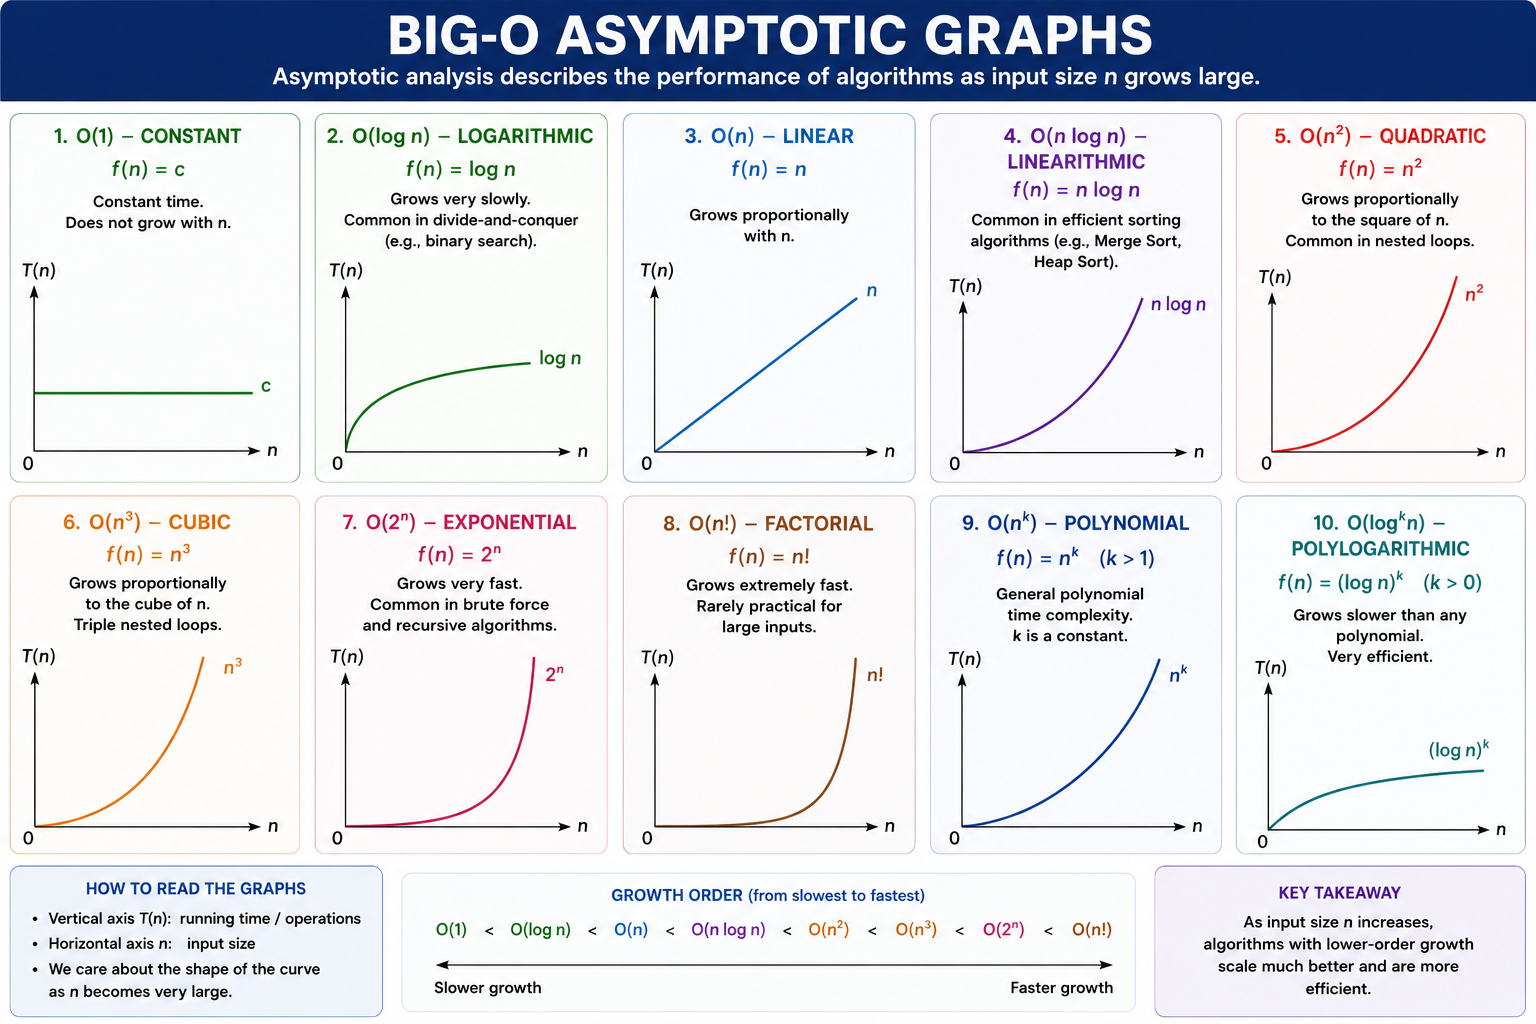 BIG-O ASYMPTOTIC GRAPHS
Asymptotic analysis describes the performance of algorithms as input size n grows large.
1. O(1) – CONSTANT
f(n) = c
Constant time.
Does not grow with n.
T(n)
c
n
0
2. O(log n) – LOGARITHMIC
f(n) = log n
Grows very slowly.
Common in divide-and-conquer
(e.g., binary search).
T(n)
log n
n
0
3. O(n) – LINEAR
f(n) = n
Grows proportionally
with n.
T(n)
n
n
0
4. O(n log n) –
LINEARITHMIC
f(n) = n log n
Common in efficient sorting
algorithms (e.g., Merge Sort,
Heap Sort).
T(n)
n log n
n
0
5. O(n²) – QUADRATIC
f(n) = n²
Grows proportionally
to the square of n.
Common in nested loops.
T(n)
n²
n
0
6. O(n³) – CUBIC
f(n) = n³
Grows proportionally
to the cube of n.
Triple nested loops.
T(n)
n³
n
0
7. O(2ⁿ) – EXPONENTIAL
f(n) = 2ⁿ
Grows very fast.
Common in brute force
and recursive algorithms.
T(n)
2ⁿ
n
0
8. O(n!) – FACTORIAL
f(n) = n!
Grows extremely fast.
Rarely practical for
large inputs.
T(n)
n!
n
0
9. O(nᵏ) – POLYNOMIAL
f(n) = nᵏ (k > 1)
General polynomial
time complexity.
k is a constant.
T(n)
nᵏ
n
0
10. O(logᵏn) –
POLYLOGARITHMIC
f(n) = (log n)ᵏ (k > 0)
Grows slower than any
polynomial.
Very efficient.
T(n)
(log n)ᵏ
n
0
HOW TO READ THE GRAPHS
• Vertical axis T(n): running time / operations
• Horizontal axis n: input size
• We care about the shape of the curve
as n becomes very large.
GROWTH ORDER (from slowest to fastest)
O(1) < O(log n) < O(n) < O(n log n) < O(n²) < O(n³) < O(2ⁿ) < O(n!)
Slower growth Faster growth
KEY TAKEAWAY
As input size n increases,
algorithms with lower-order growth
scale much better and are more
efficient.